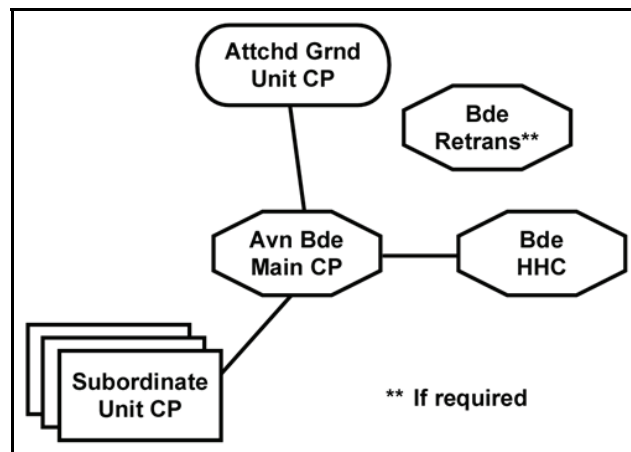 Attchd Grnd
Unit CP
Bde
Retrans**
Avn Bde
Main CP
Bde
HHC
Subordinate
Unit CP
** If required